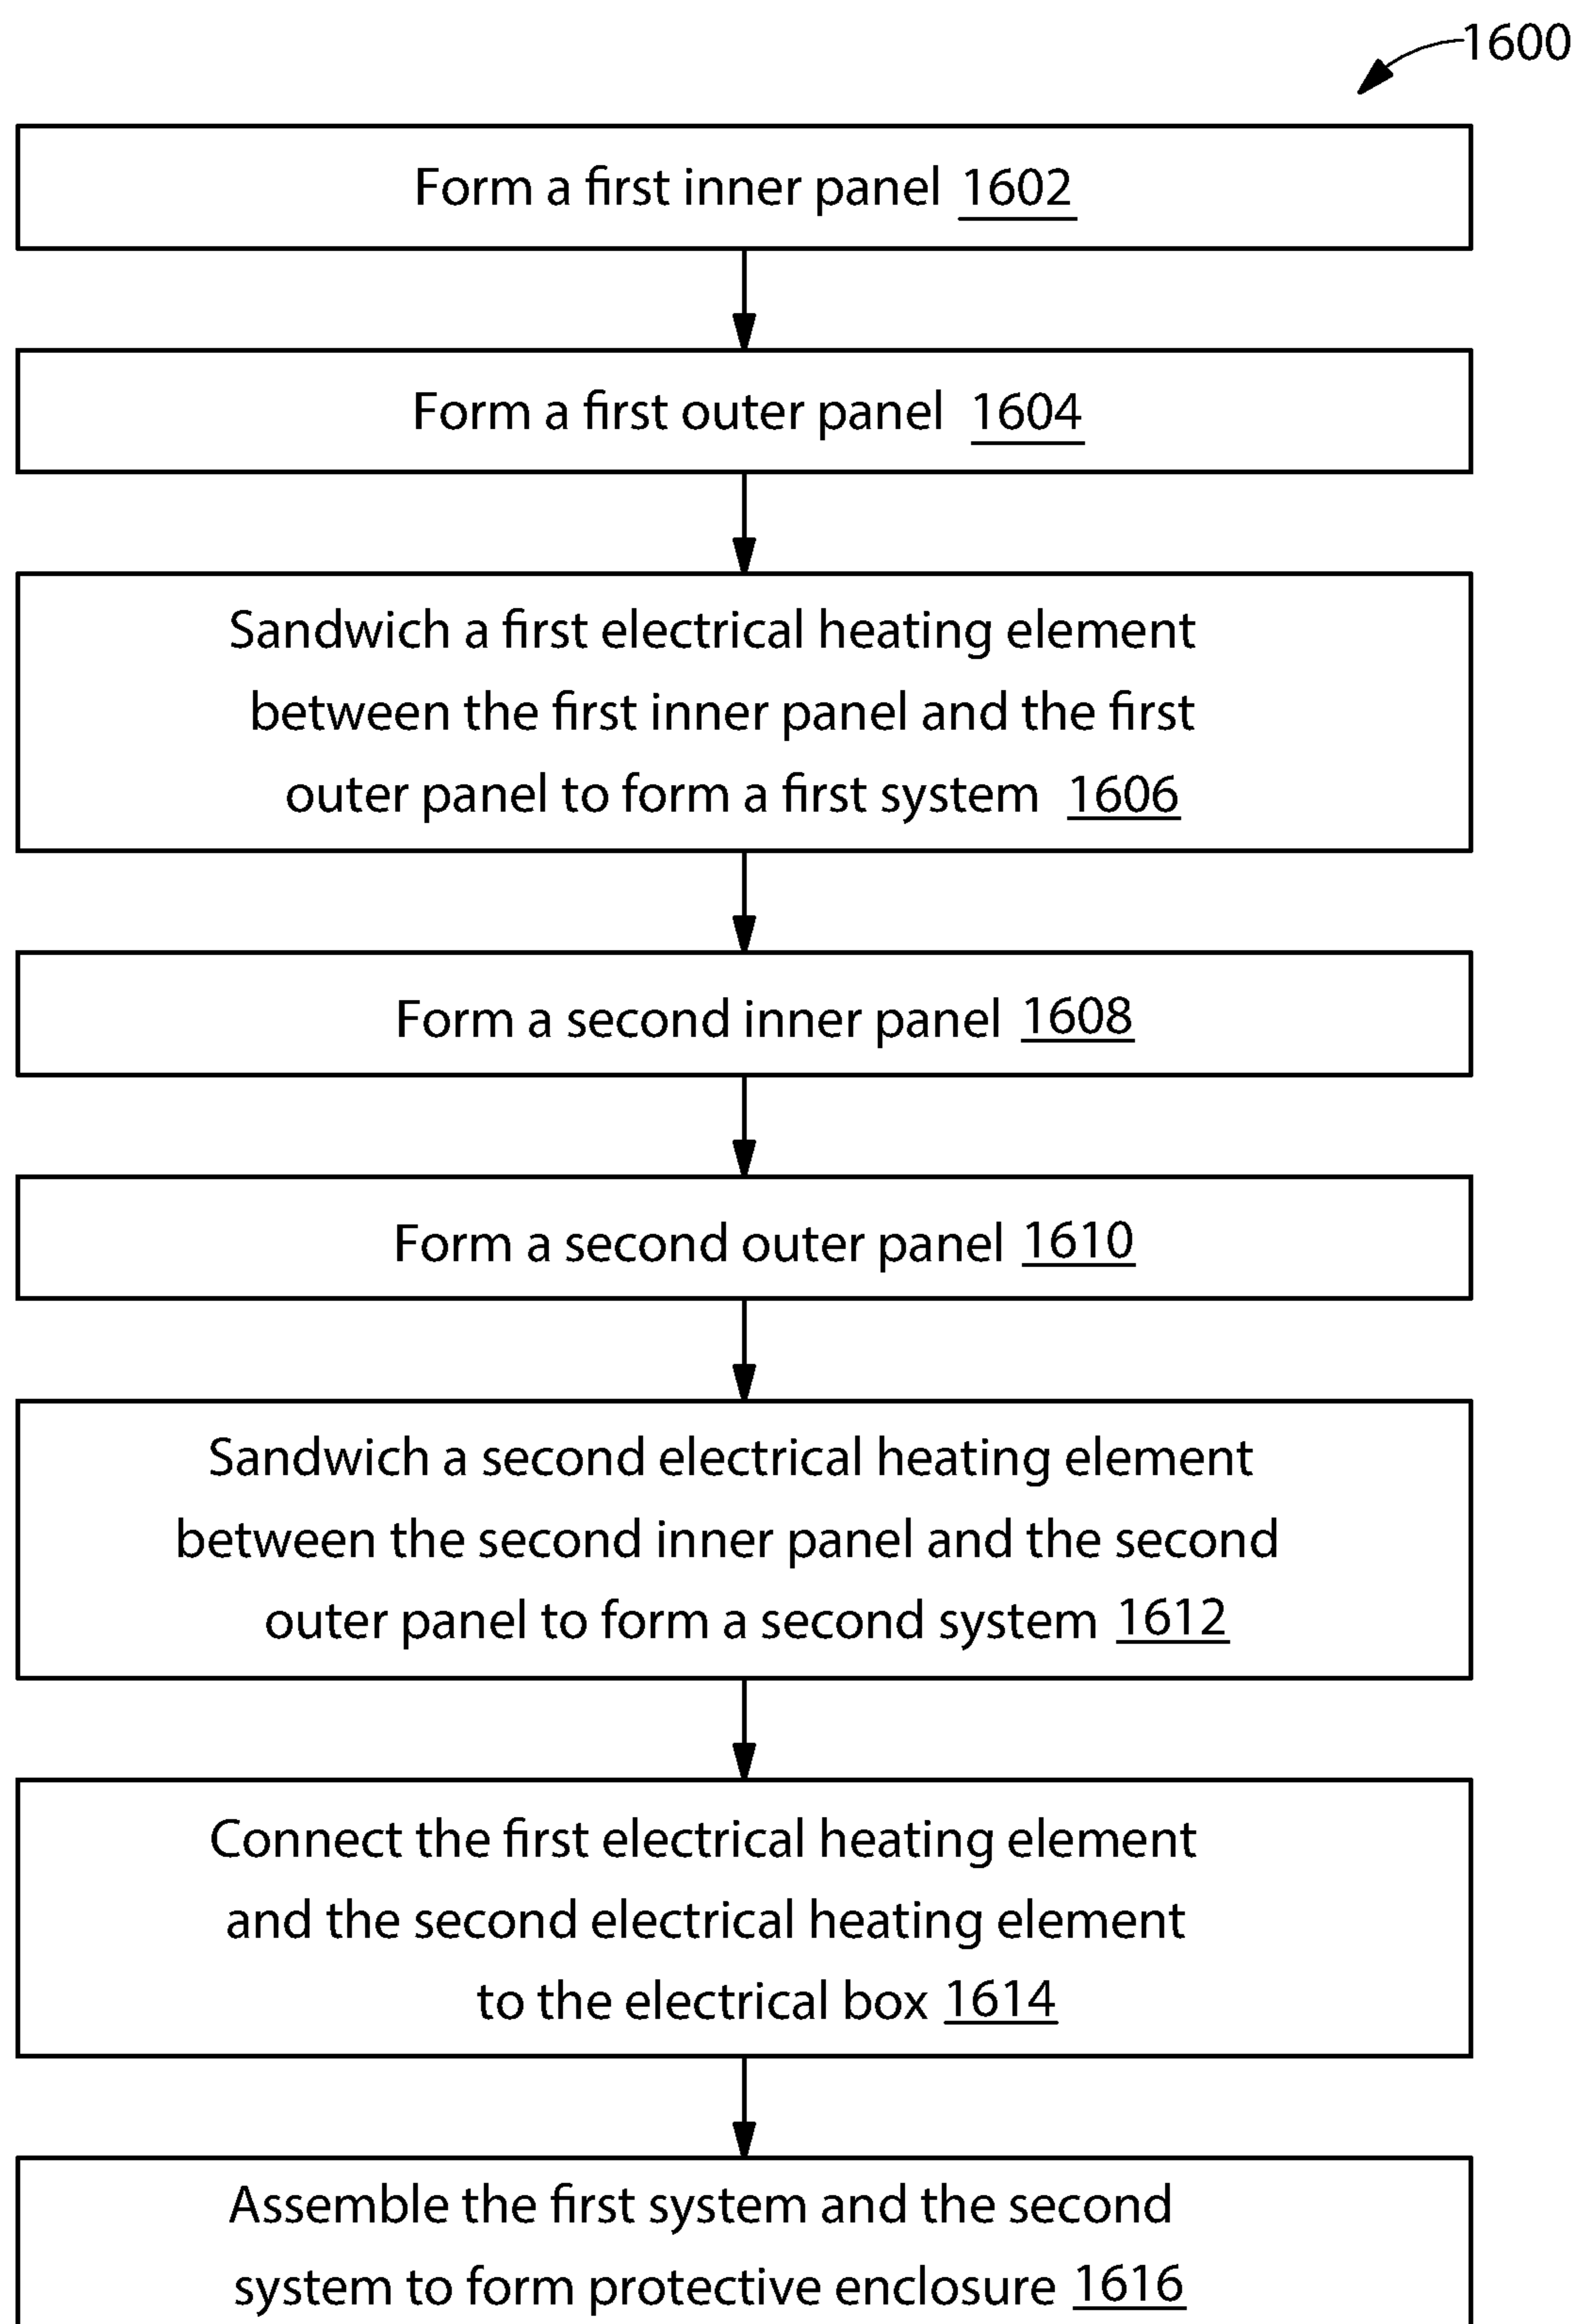 1600
Form a first inner panel 1602
Form a first outer panel 1604
Sandwich a first electrical heating element
between the first inner panel and the first
outer panel to form a first system 1606
Form a second inner panel 1608
Form a second outer panel 1610
Sandwich a second electrical heating element
between the second inner panel and the second
outer panel to form a second system 1612
Connect the first electrical heating element
and the second electrical heating element
to the electrical box 1614
Assemble the first system and the second
system to form protective enclosure 1616